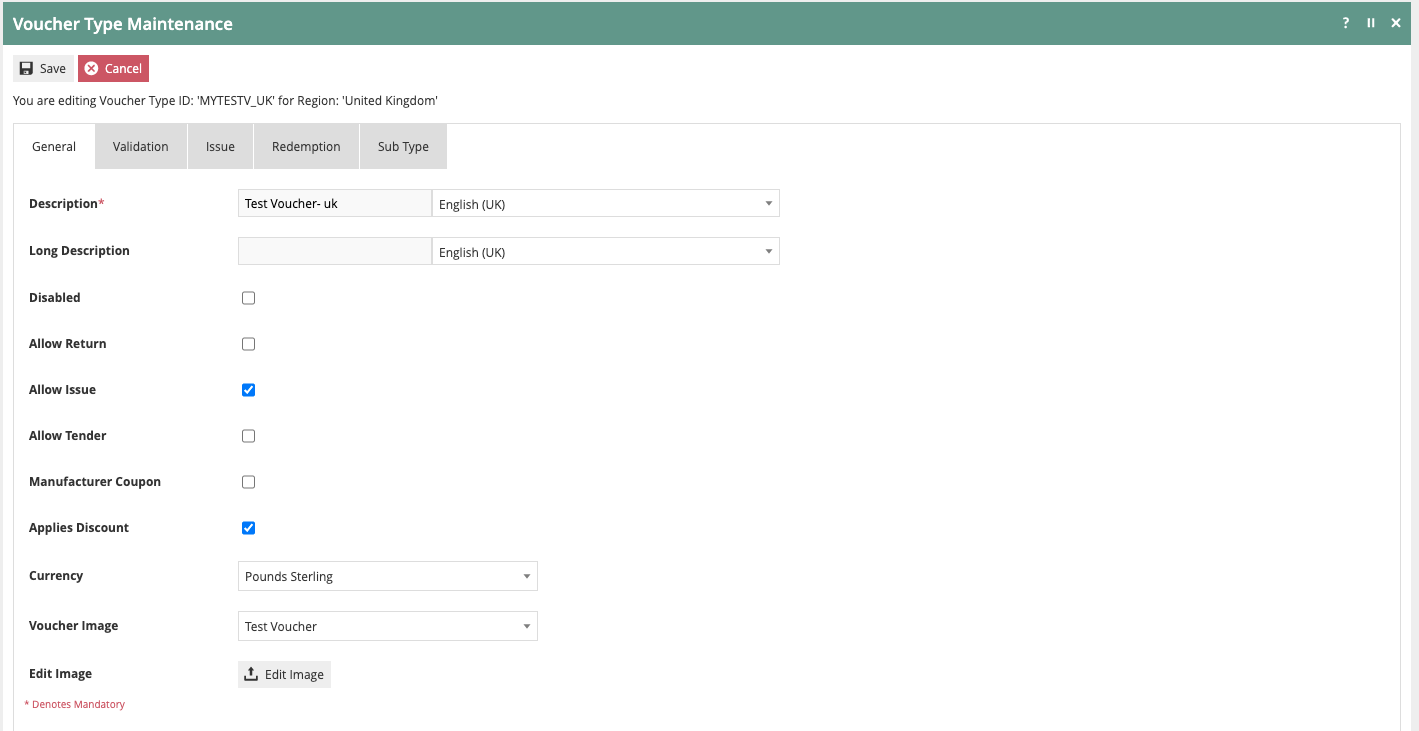 Voucher Type Maintenance ?
Save Cancel
You are editing Voucher Type ID: 'MYTESTV_UK' for Region: 'United Kingdom'
General Validation Issue Redemption Sub Type
Description* Test Voucher- uk English (UK)
Long Description English (UK)
Disabled
Allow Return
Allow Issue
Allow Tender
Manufacturer Coupon
Applies Discount
Currency Pounds Sterling
Voucher Image Test Voucher
Edit Image Edit Image
* Denotes Mandatory